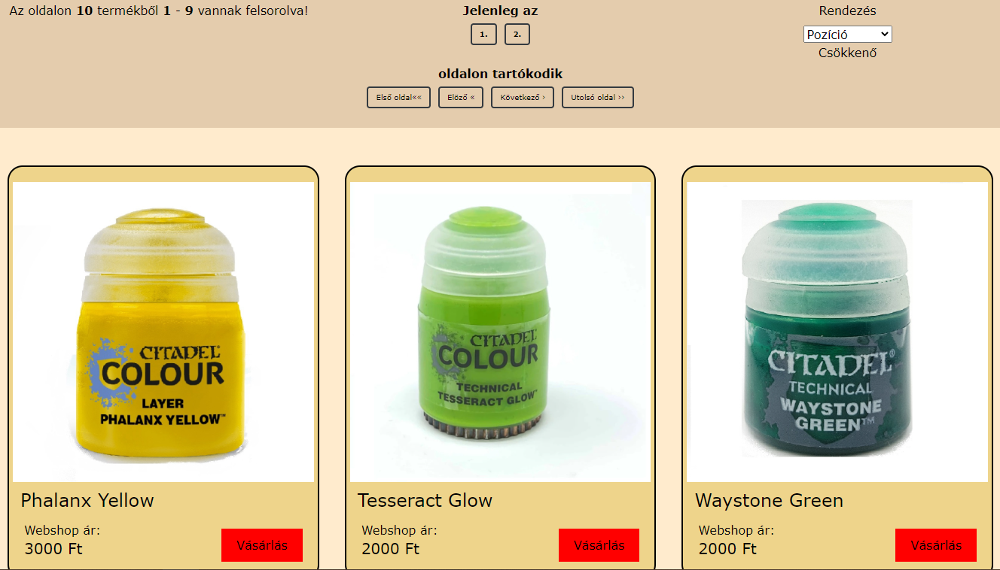 Az oldalon 10 termékből 1 - 9 vannak felsorolva!
Jelenleg az
1. 2.
oldalon tartókodik
Első oldal«« Elöző « Következő › Utolsó oldal ››
Rendezés
Pozíció
Csökkenő
CITADEL®
COLOUR
LAYER
PHALANX YELLOW™
Phalanx Yellow
Webshop ár:
3000 Ft
Vásárlás
CITADEL
COLOUR
TECHNICAL
TESSERACT GLOW™
Tesseract Glow
Webshop ár:
2000 Ft
Vásárlás
CITADEL®
TECHNICAL
WAYSTONE
GREEN™
Waystone Green
Webshop ár:
2000 Ft
Vásárlás